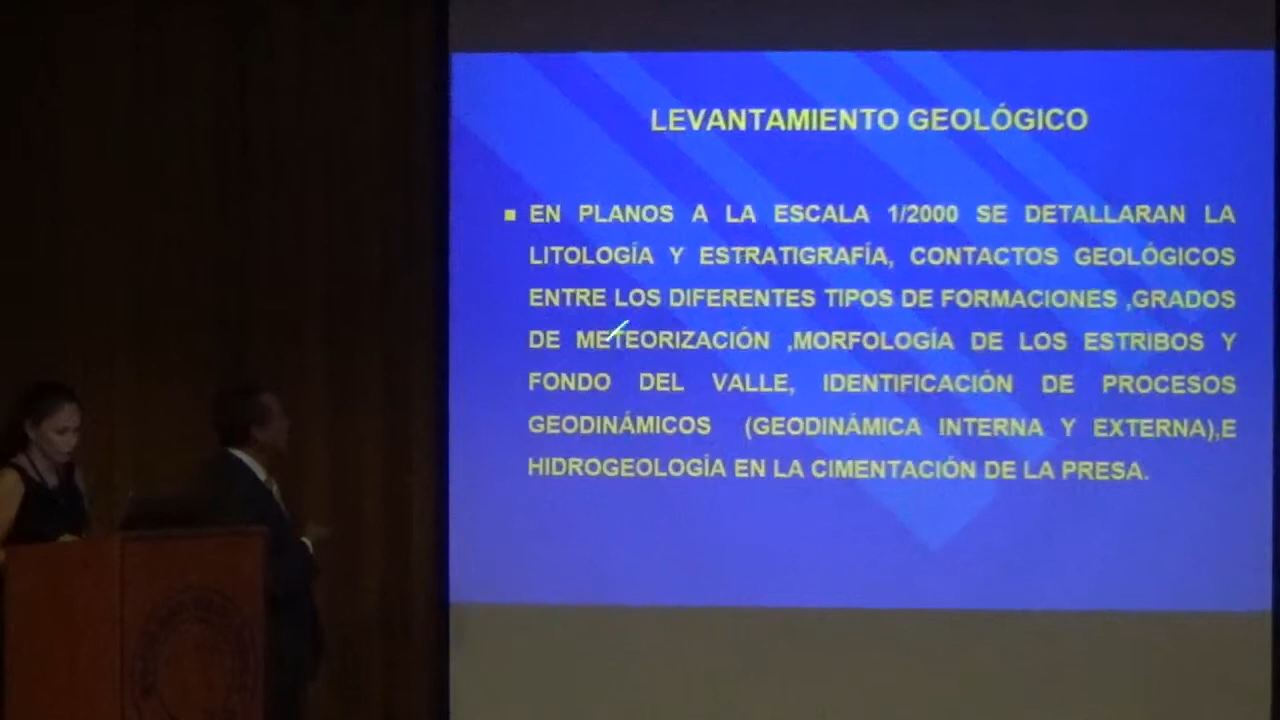 LEVANTAMIENTO GEOLÓGICO
EN PLANOS A LA ESCALA 1/2000 SE DETALLARAN LA
LITOLOGÍA Y ESTRATIGRAFÍA, CONTACTOS GEOLÓGICOS
ENTRE LOS DIFERENTES TIPOS DE FORMACIONES ,GRADOS
DE METEORIZACIÓN ,MORFOLOGÍA DE LOS ESTRIBOS Y
FONDO DEL VALLE, IDENTIFICACIÓN DE PROCESOS
GEODINÁMICOS (GEODINÁMICA INTERNA Y EXTERNA),E
HIDROGEOLOGÍA EN LA CIMENTACIÓN DE LA PRESA.